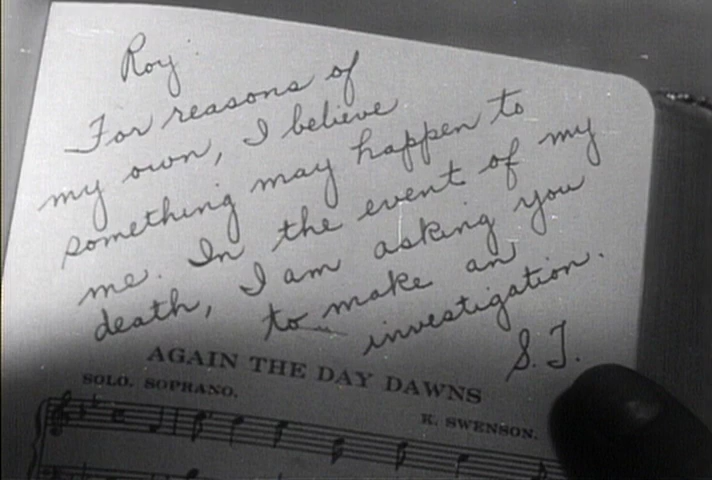 Roy:
For reasons of
my own, I believe
something may happen to
me. In the event of my
death, I am asking you
to make an
investigation.
S.T.
AGAIN THE DAY DAWNS
SOLO. SOPRANO.
K. SWENSON.